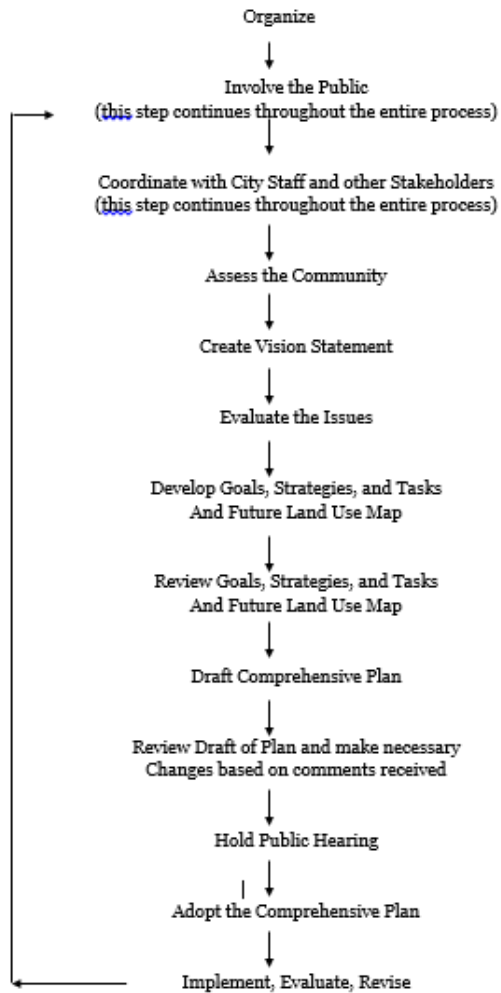 Organize
Involve the Public
(this step continues throughout the entire process)
Coordinate with City Staff and other Stakeholders
(this step continues throughout the entire process)
Assess the Community
Create Vision Statement
Evaluate the Issues
Develop Goals, Strategies, and Tasks
And Future Land Use Map
Review Goals, Strategies, and Tasks
And Future Land Use Map
Draft Comprehensive Plan
Review Draft of Plan and make necessary
Changes based on comments received
Hold Public Hearing
Adopt the Comprehensive Plan
Implement, Evaluate, Revise